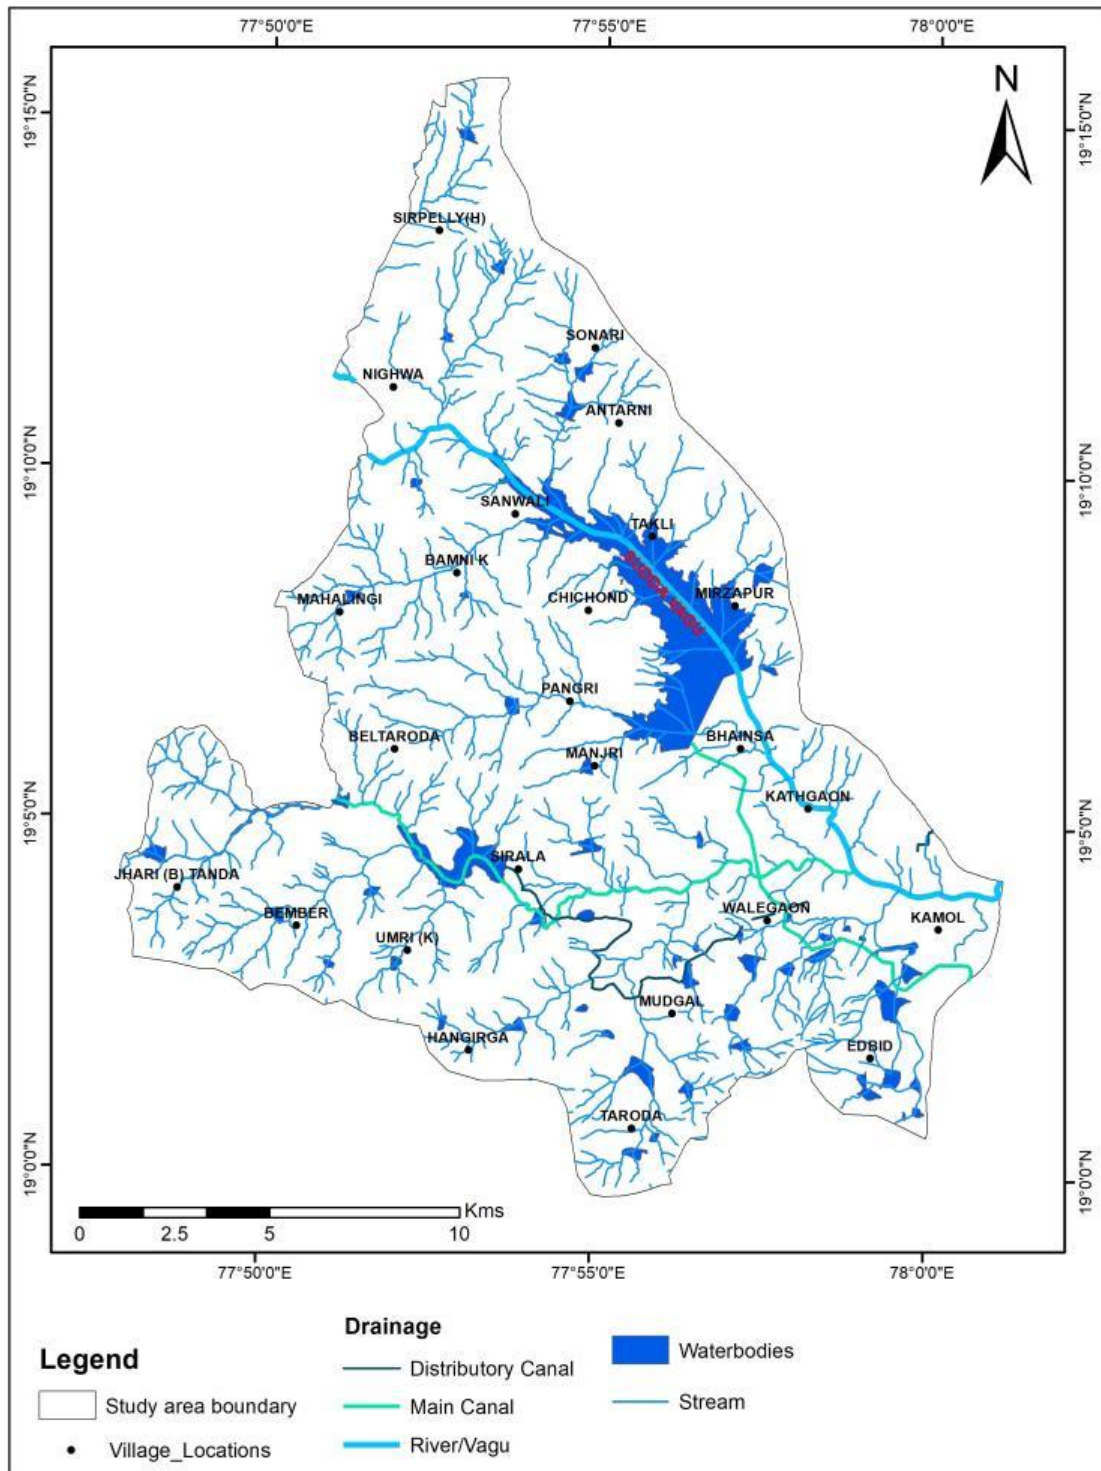 77°50'0"E
77°55'0"E
78°0'0"E
19°15'0"N
19°15'0"N
N
SIRPELLY(H)
SONARI
NIGHWA
ANTARNI
19°10'0"N
19°10'0"N
SANWALI
TAKLI
BAMNI K
MAHALINGI
CHICHOND
MIRZAPUR
PANGRI
BELTARODA
BHAINSA
MANJRI
KATHGAON
19°5'0"N
19°5'0"N
SIRALA
JHARI (B) TANDA
BEMBER
WALEGAON
KAMOL
UMRI (K)
MUDGAL
HANGIRGA
EDBID
TARODA
19°0'0"N
19°0'0"N
Kms
0 2.5 5 10
77°50'0"E
77°55'0"E
78°0'0"E
Legend
Study area boundary
Village_Locations
Drainage
Distributory Canal
Main Canal
River/Vagu
Waterbodies
Stream